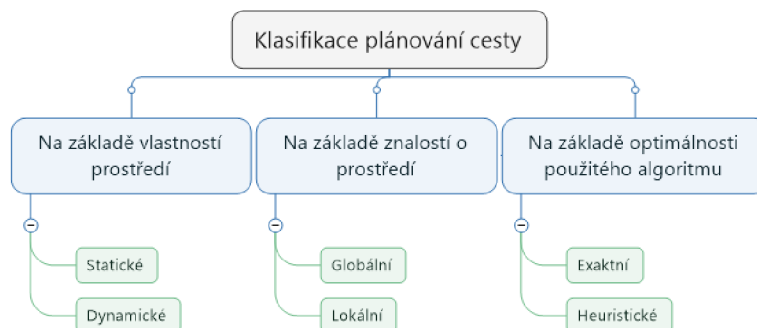 Klasifikace plánování cesty
Na základě vlastností
prostředí
Na základě znalostí o
prostředí
Na základě optimálnosti
použitého algoritmu
Statické
Dynamické
Globální
Lokální
Exaktní
Heuristické